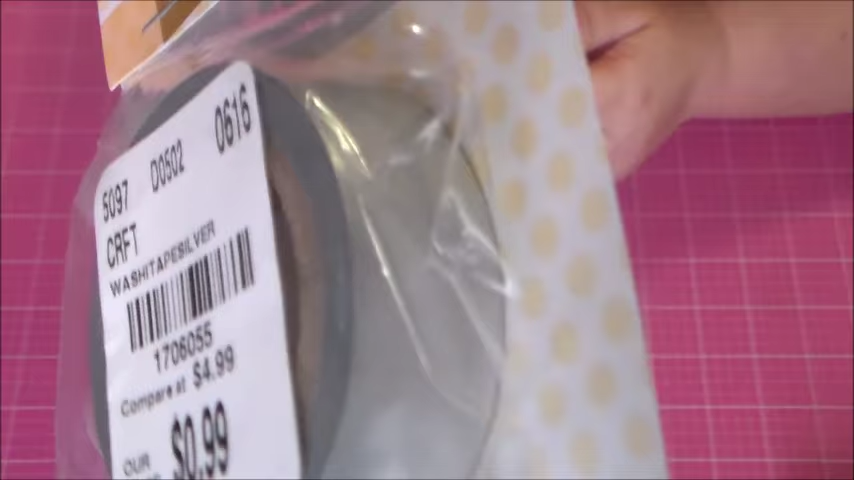 5097 D0502 0616
CRFT
WASHITAPESILVER
1706055
Compare at $4.99
OUR
$0.99